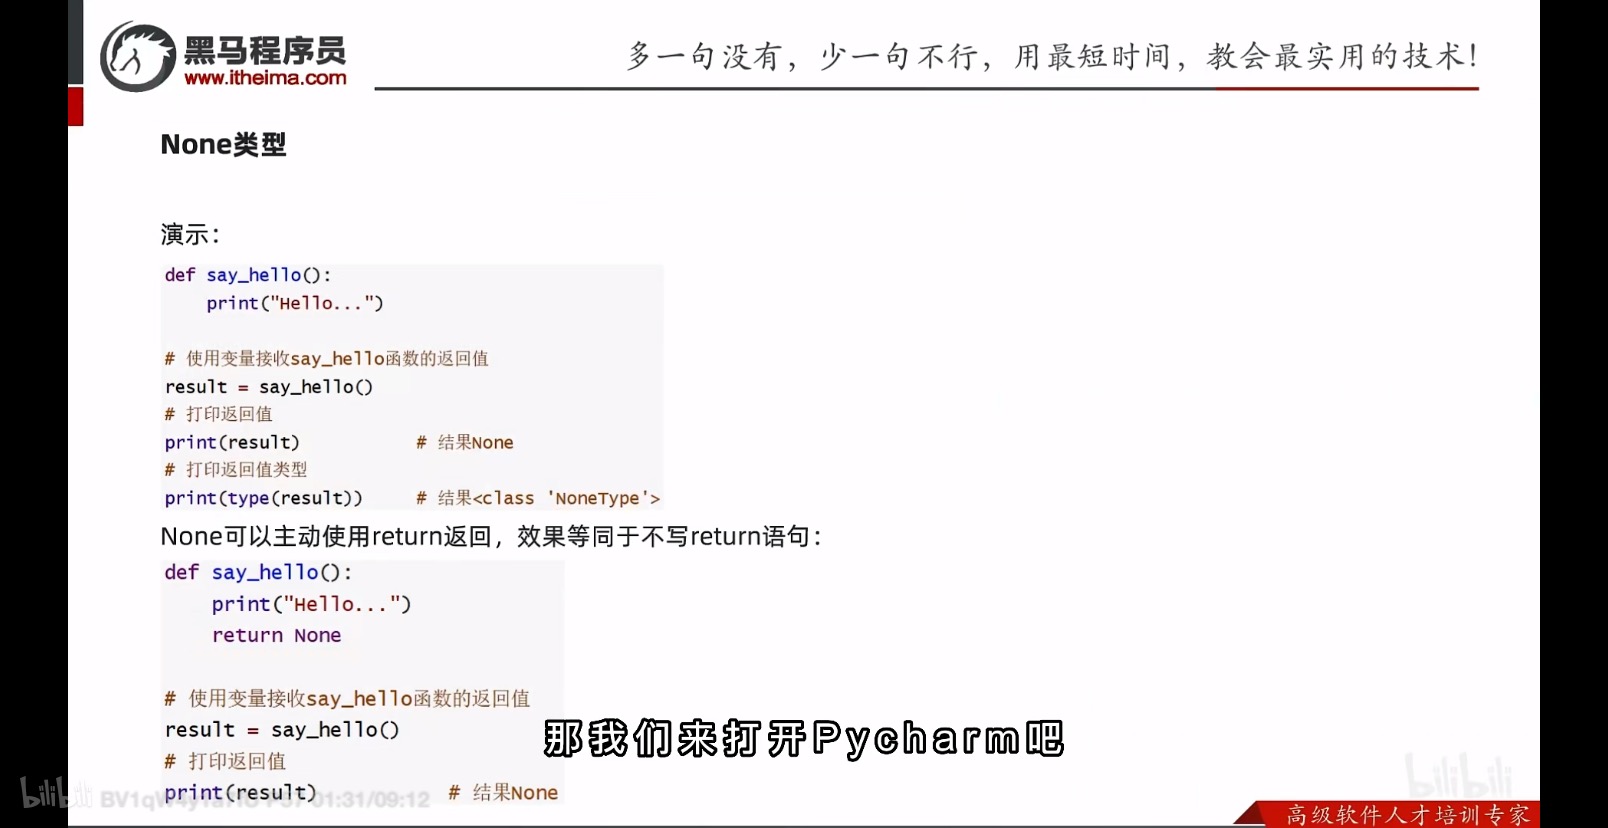 黑马程序员
www.itheima.com
多一句没有，少一句不行，用最短时间，教会最实用的技术！
None类型
演示：
def say_hello():
    print("Hello...")
# 使用变量接收say_hello函数的返回值
result = say_hello()
# 打印返回值
print(result)           # 结果None
# 打印返回值类型
print(type(result))     # 结果<class 'NoneType'>
None可以主动使用return返回，效果等同于不写return语句：
def say_hello():
    print("Hello...")
    return None
# 使用变量接收say_hello函数的返回值
result = say_hello()
那我们来打开Pycharm吧
# 打印返回值
print(result)           # 结果None
bilibili
01:31/09:12
bilibili
高级软件人才培训专家